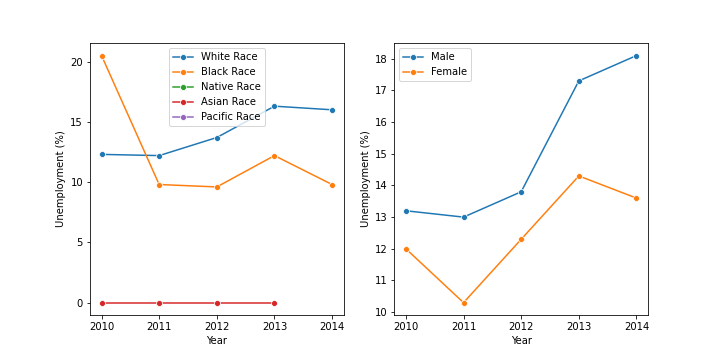 White Race
Black Race
Native Race
Asian Race
Pacific Race
20
15
10
5
0
Unemployment (%)
2010 2011 2012 2013 2014
Year
Male
Female
18
17
16
15
14
13
12
11
10
Unemployment (%)
2010 2011 2012 2013 2014
Year